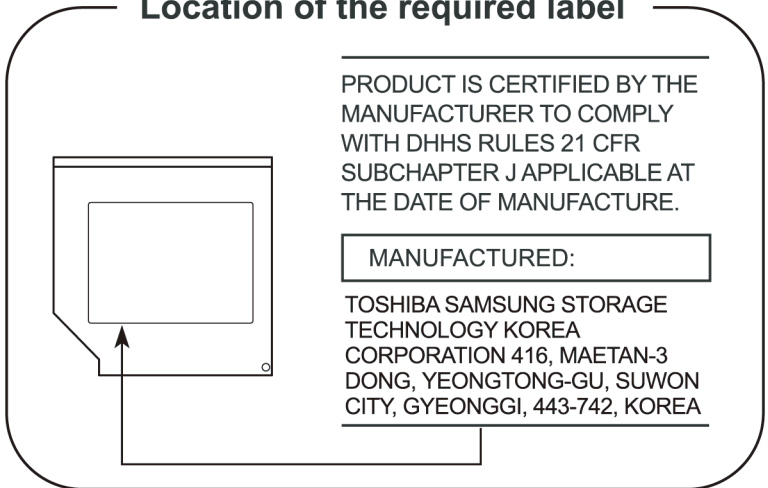 Location of the required label
PRODUCT IS CERTIFIED BY THE
MANUFACTURER TO COMPLY
WITH DHHS RULES 21 CFR
SUBCHAPTER J APPLICABLE AT
THE DATE OF MANUFACTURE.
MANUFACTURED:
TOSHIBA SAMSUNG STORAGE
TECHNOLOGY KOREA
CORPORATION 416, MAETAN-3
DONG, YEONGTONG-GU, SUWON
CITY, GYEONGGI, 443-742, KOREA